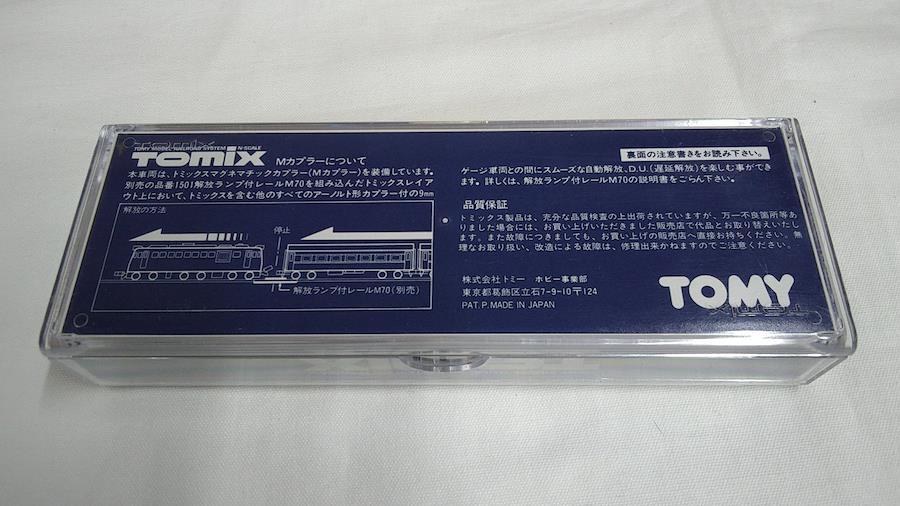 TOMY MODEL RAILROAD SYSTEM N-SCALE
TOMIX Mカプラーについて
本車両は、トミックスマグネマチックカプラー(Mカプラー)を装備しています。
別売の品番1501解放ランプ付レールM70を組み込んだトミックスレイア
ウト上において、トミックスを含む他のすべてのアーノルト形カプラー付の9mm
解放の方法
停止
解放ランプ付レールM70(別売)
裏面の注意書きをお読み下さい。
ゲージ車両との間にスムーズな自動解放、D.U.(遅延解放)を楽しむ事ができ
ます。詳しくは、解放ランプ付レールM70の説明書をごらん下さい。
品質保証
トミックス製品は、充分な品質検査の上出荷されていますが、万一不良箇所等あ
りました場合には、お買い上げいただきました販売店で代品とお取り替えいたし
ます。また故障につきましても、お買い上げの販売店へ直接お持ちください。無
理なお取り扱い、改造による故障は、修理出来かねますのでご注意ください。
株式会社トミー ホビー事業部
東京都葛飾区立石7-9-10〒124
PAT. P. MADE IN JAPAN
TOMY